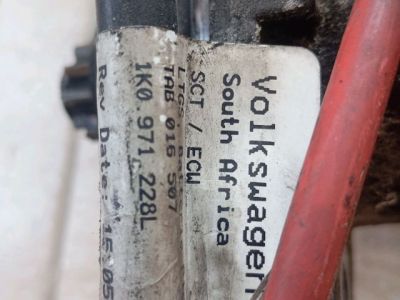 Volkswagen
South Africa
SCT / ECW
TAB 016 507
1K0.971.228L
Rev Date: 15.05